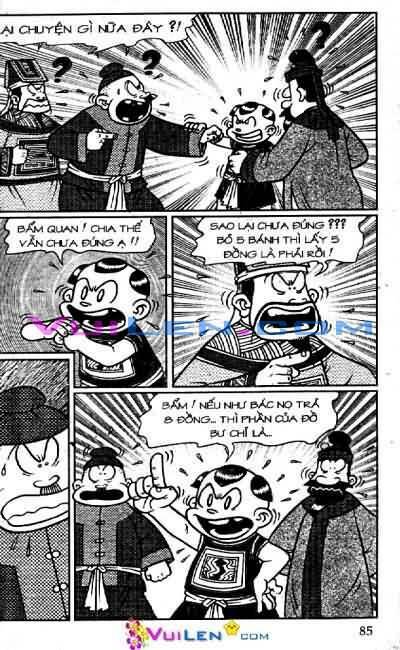 ẠI CHUYỆN GÌ NỮA ĐÂY ?!
? ? ?
BẨM QUAN ! CHIA THẾ
VẪN CHƯA ĐÚNG Ạ !!
SAO LẠI CHƯA ĐÚNG ???
BỎ 5 BÁNH THÌ LẤY 5
ĐỒNG LÀ PHẢI RỒI !
VuiLen.com
BẨM ! NẾU NHƯ BÁC NỌ TRẢ
8 ĐỒNG... THÌ PHẦN CỦA ĐỒ
BƯ CHỈ LÀ...
85
VuiLen.com